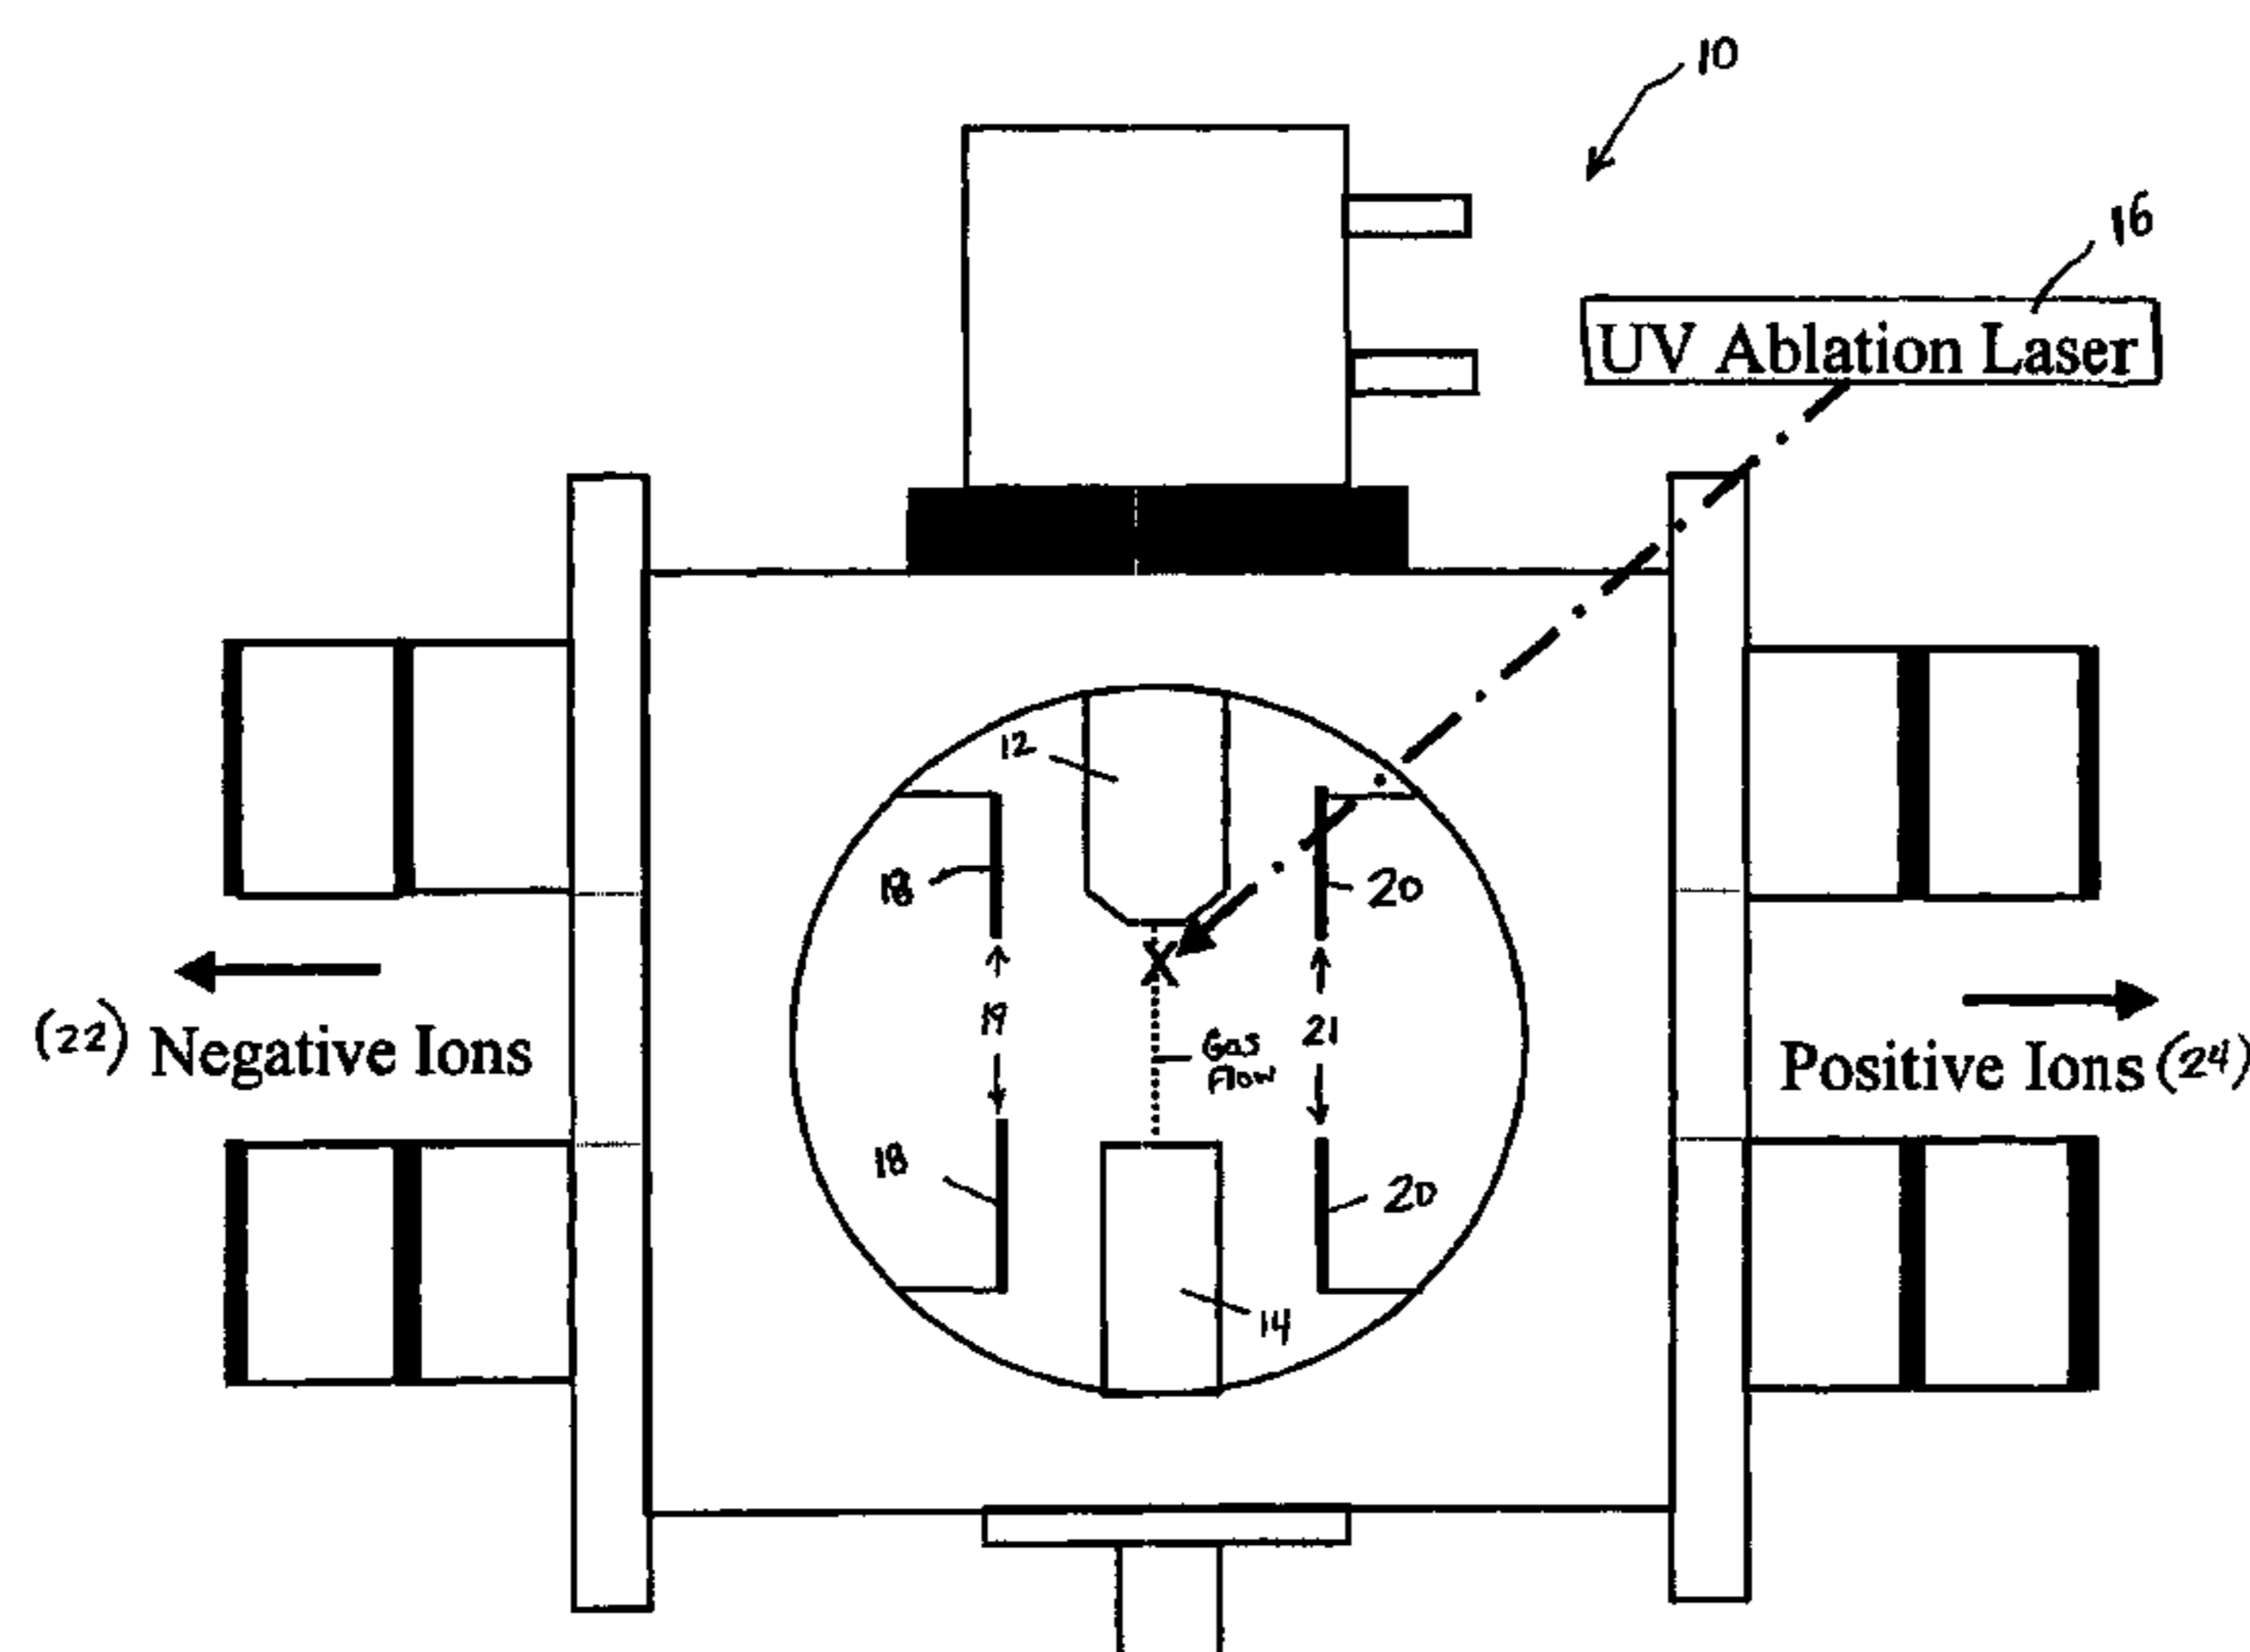 10
16
UV Ablation Laser
12
18
20
19
Gas
Flow
21
(22) Negative Ions
Positive Ions (24)
18
20
14